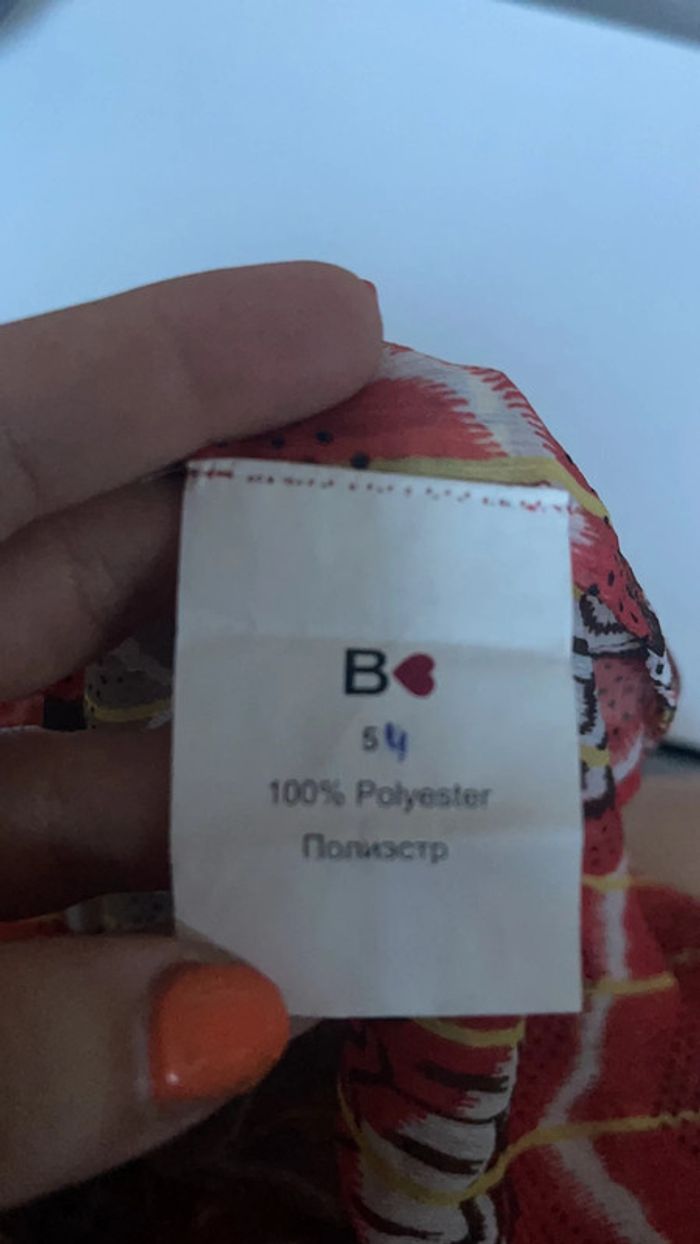 B
54
100% Polyester
Полиэстр